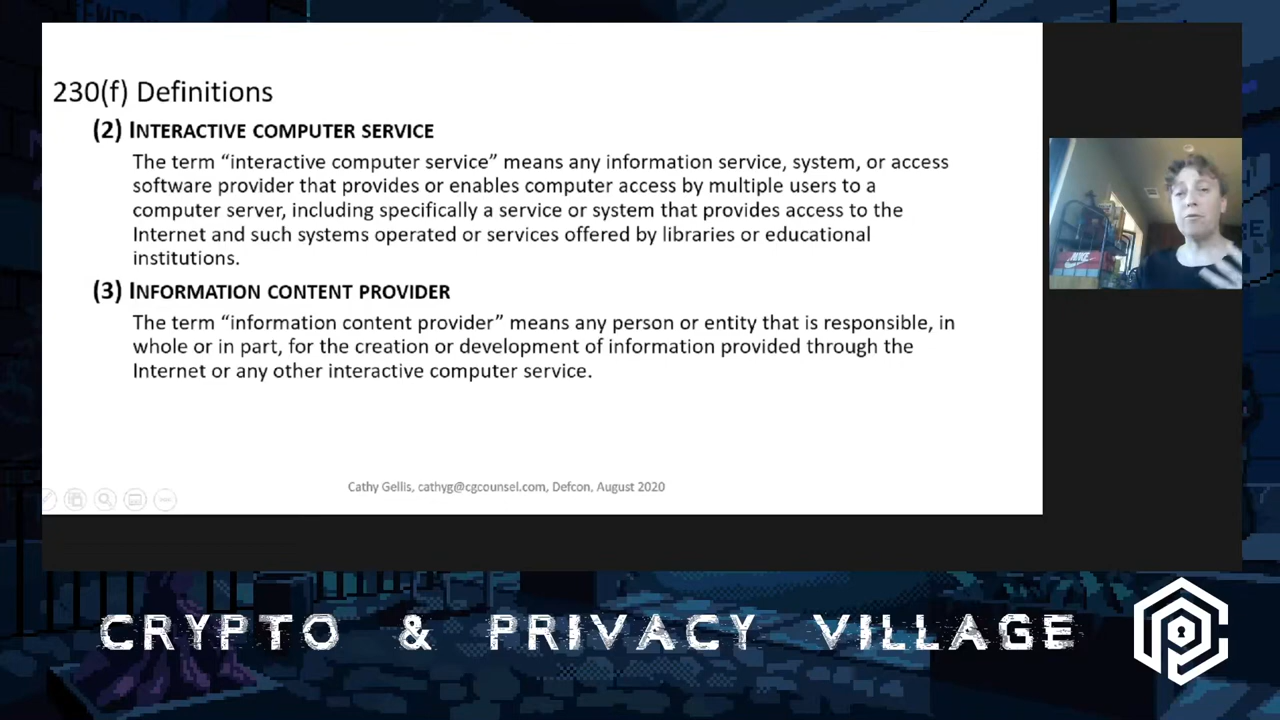 230(f) Definitions
(2) INTERACTIVE COMPUTER SERVICE
The term “interactive computer service” means any information service, system, or access
software provider that provides or enables computer access by multiple users to a
computer server, including specifically a service or system that provides access to the
Internet and such systems operated or services offered by libraries or educational
institutions.
(3) INFORMATION CONTENT PROVIDER
The term “information content provider” means any person or entity that is responsible, in
whole or in part, for the creation or development of information provided through the
Internet or any other interactive computer service.
Cathy Gellis, cathyg@cgcounsel.com, Defcon, August 2020
NIKE
CRYPTO & PRIVACY VILLAGE